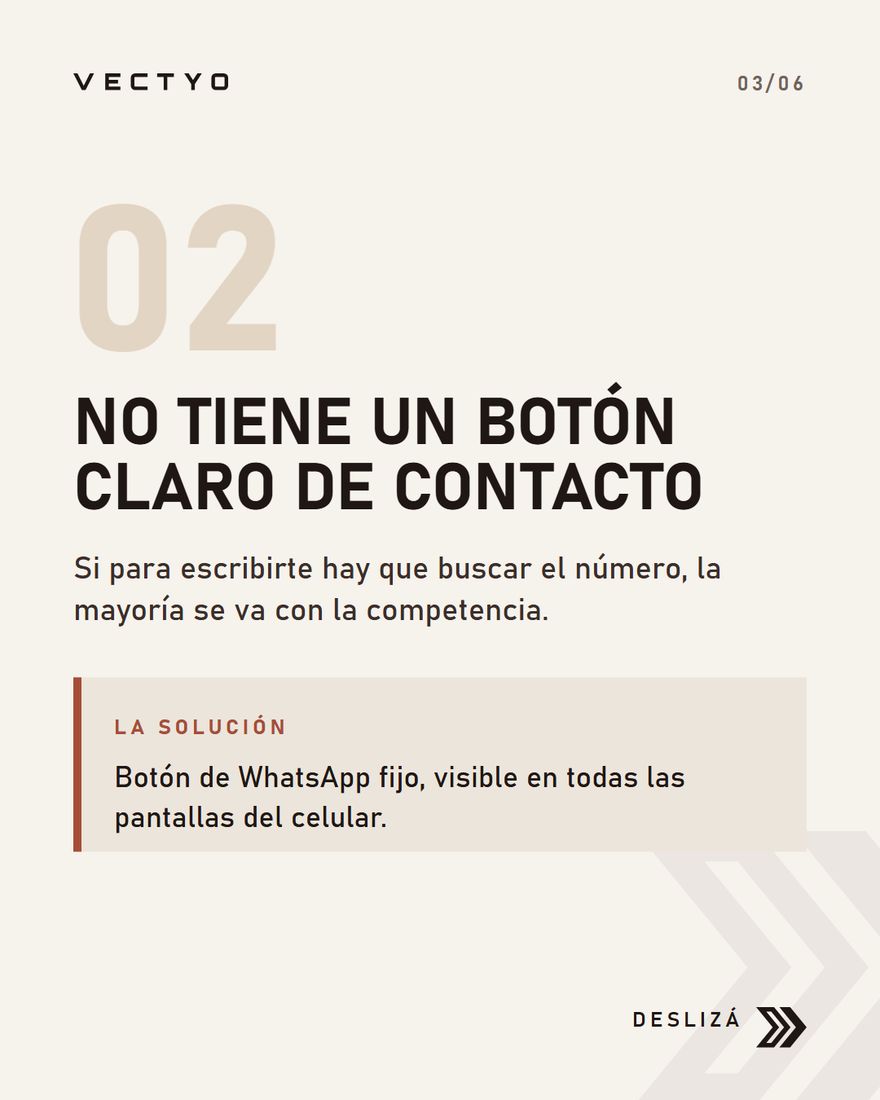 VECTYO
03/06
02
NO TIENE UN BOTÓN
CLARO DE CONTACTO
Si para escribirte hay que buscar el número, la
mayoría se va con la competencia.
LA SOLUCIÓN
Botón de WhatsApp fijo, visible en todas las
pantallas del celular.
DESLIZÁ